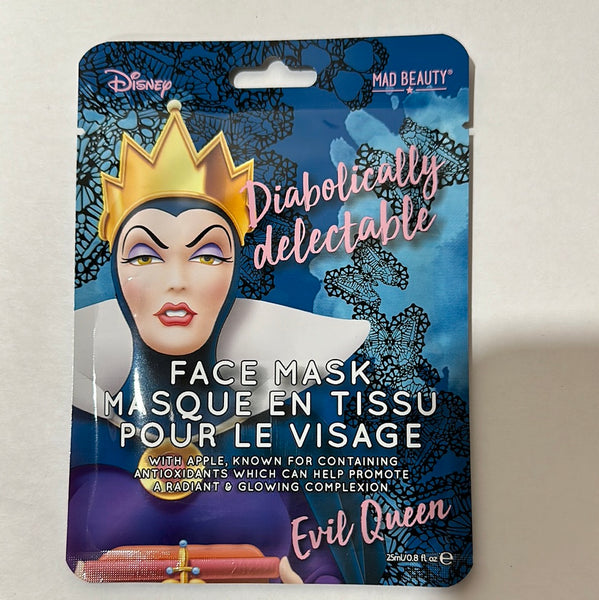 Disney
MAD BEAUTY®
Diabolically
delectable
FACE MASK
MASQUE EN TISSU
POUR LE VISAGE
WITH APPLE, KNOWN FOR CONTAINING
ANTIOXIDANTS WHICH CAN HELP PROMOTE
A RADIANT & GLOWING COMPLEXION
Evil Queen
25ml/0.8 fl. oz ℮